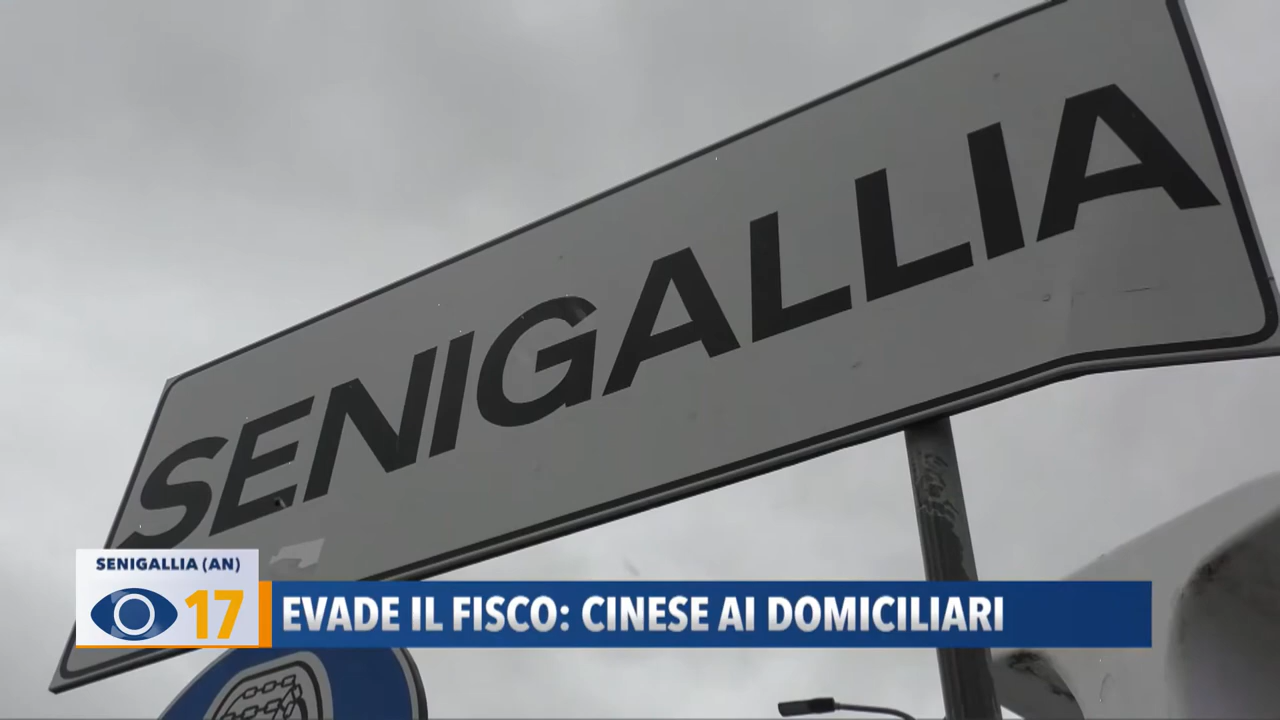 SENIGALLIA
SENIGALLIA (AN)
17
EVADE IL FISCO: CINESE AI DOMICILIARI